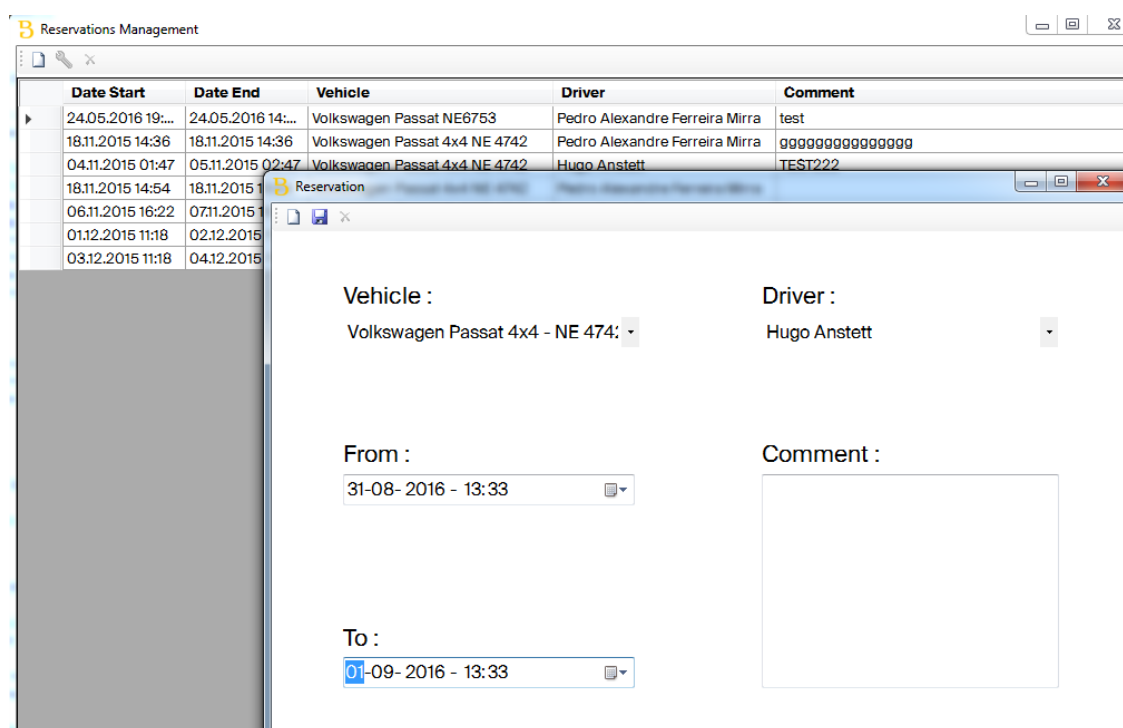 Reservations Management
Date Start Date End Vehicle Driver Comment
24.05.2016 19:... 24.05.2016 14:... Volkswagen Passat NE6753 Pedro Alexandre Ferreira Mirra test
18.11.2015 14:36 18.11.2015 14:36 Volkswagen Passat 4x4 NE 4742 Pedro Alexandre Ferreira Mirra ggggggggggggggg
04.11.2015 01:47 05.11.2015 02:47 Volkswagen Passat 4x4 NE 4742 Hugo Anstett TEST222
18.11.2015 14:54 18.11.2015
06.11.2015 16:22 07.11.2015
01.12.2015 11:18 02.12.2015
03.12.2015 11:18 04.12.2015
Reservation
Vehicle : Driver :
Volkswagen Passat 4x4 - NE 474 Hugo Anstett
From : Comment :
31-08- 2016 - 13:33
To :
01-09- 2016 - 13:33